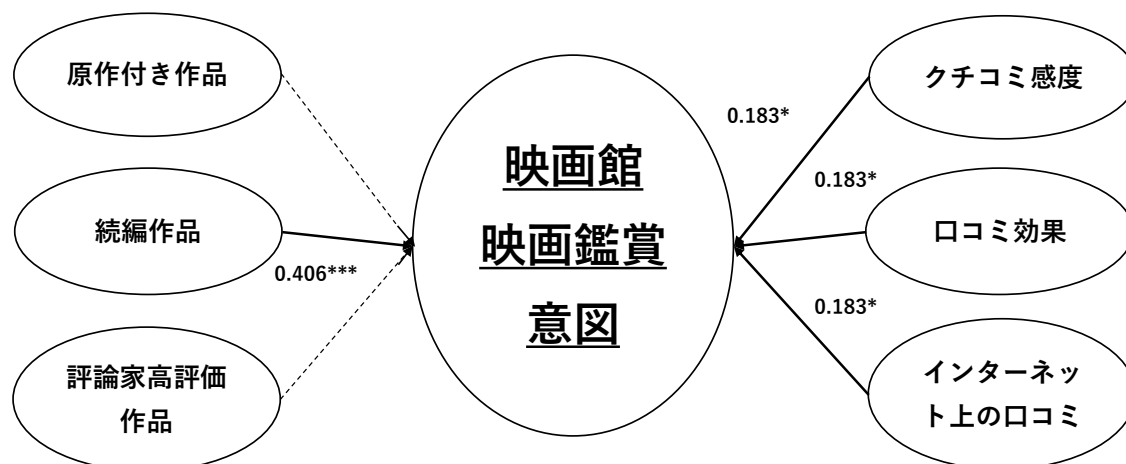 原作付き作品
続編作品
0.406***
評論家高評価
作品
映画館
映画鑑賞
意図
0.183*
クチコミ感度
0.183*
口コミ効果
0.183*
インターネッ
ト上の口コミ